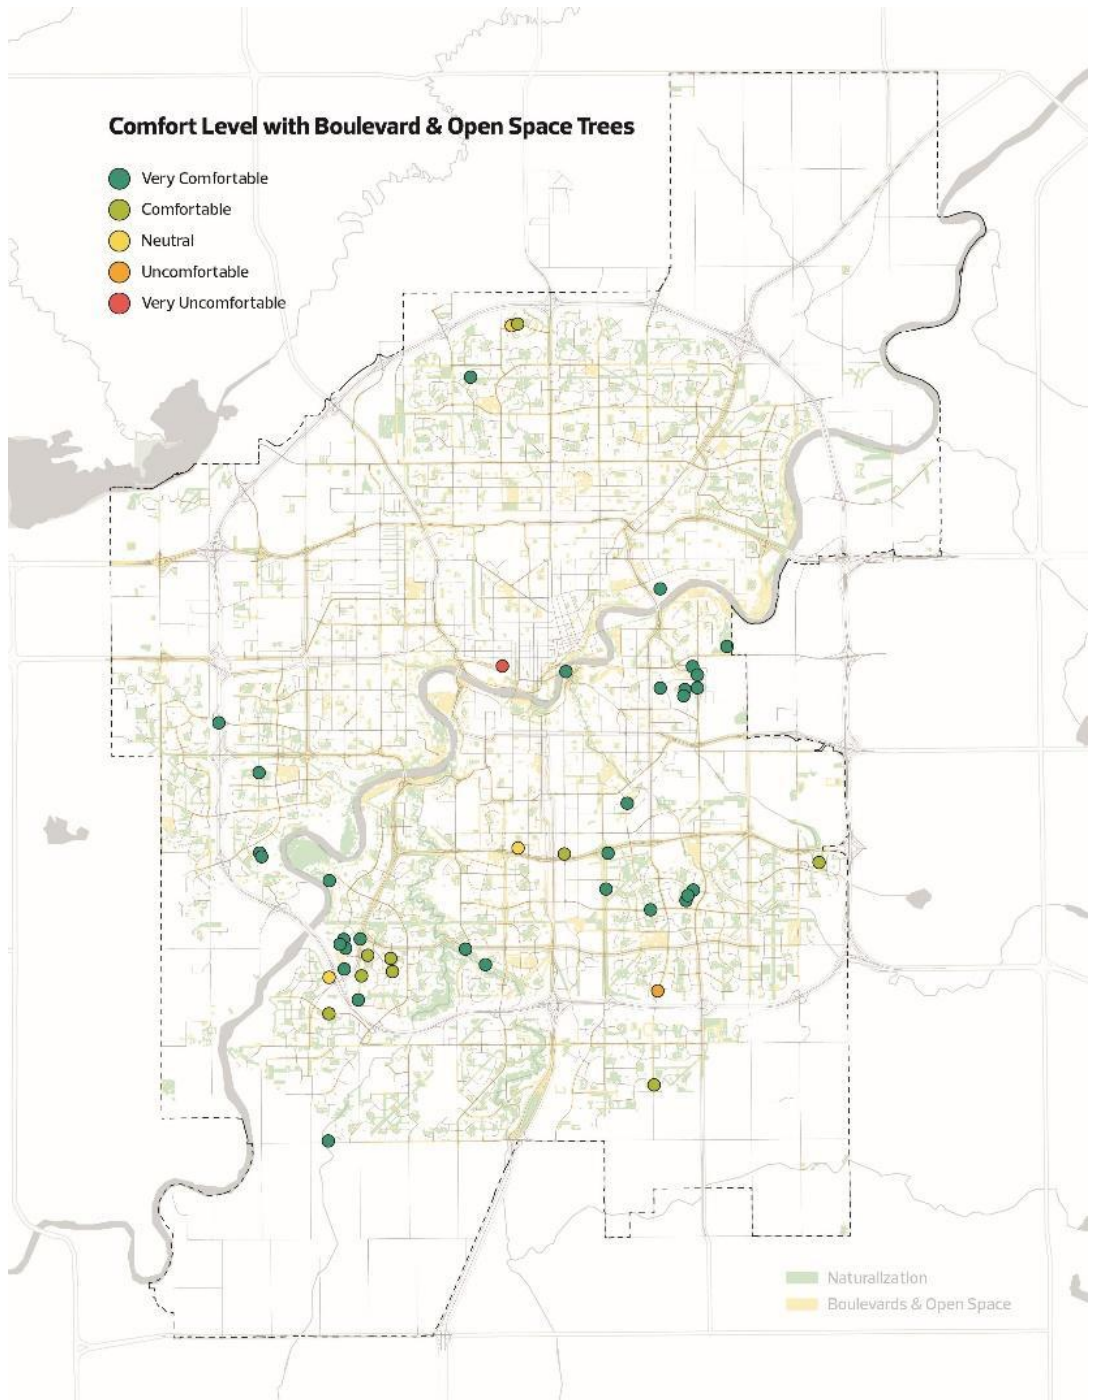 Comfort Level with Boulevard & Open Space Trees
Very Comfortable
Comfortable
Neutral
Uncomfortable
Very Uncomfortable
Naturalization
Boulevards & Open Space